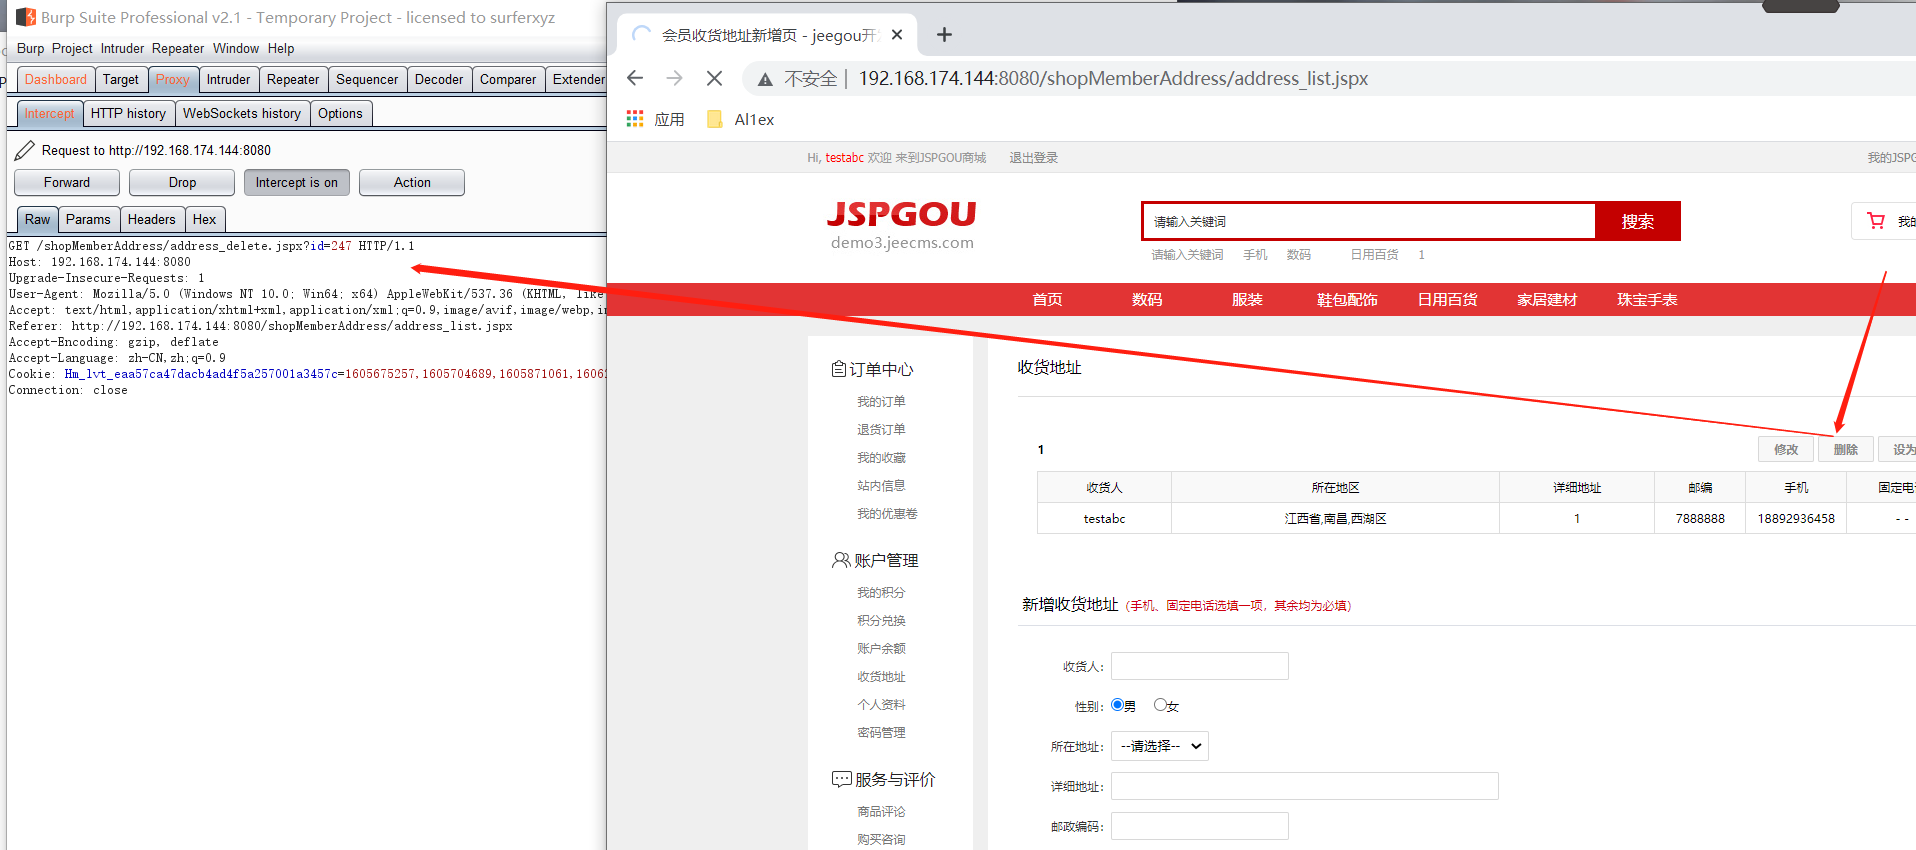 Burp Suite Professional v2.1 - Temporary Project - licensed to surferxyz
Burp Project Intruder Repeater Window Help
Dashboard Target Proxy Intruder Repeater Sequencer Decoder Comparer Extender
Intercept HTTP history WebSockets history Options
Request to http://192.168.174.144:8080
Forward Drop Intercept is on Action
Raw Params Headers Hex
GET /shopMemberAddress/address_delete.jspx?id=247 HTTP/1.1
Host: 192.168.174.144:8080
Upgrade-Insecure-Requests: 1
User-Agent: Mozilla/5.0 (Windows NT 10.0; Win64; x64) AppleWebKit/537.36 (KHTML, like
Accept: text/html,application/xhtml+xml,application/xml;q=0.9,image/avif,image/webp,
Referer: http://192.168.174.144:8080/shopMemberAddress/address_list.jspx
Accept-Encoding: gzip, deflate
Accept-Language: zh-CN,zh;q=0.9
Cookie: Hm_lvt_eaa57ca47dacb4ad4f5a257001a3457c=1605675257,1605704689,1605871061,1606
Connection: close
会员收货地址新增页 - jeegou开
不安全 | 192.168.174.144:8080/shopMemberAddress/address_list.jspx
应用 Al1ex
Hi, testabc 欢迎 来到JSPGOU商城 退出登录 我的JSPG
JSPGOU
demo3.jeecms.com
请输入关键词 搜索 我的
请输入关键词 手机 数码 日用百货 1
首页 数码 服装 鞋包配饰 日用百货 家居建材 珠宝手表
订单中心
我的订单
退货订单
我的收藏
站内信息
我的优惠卷
账户管理
我的积分
积分兑换
账户余额
收货地址
个人资料
密码管理
服务与评价
商品评论
购买咨询
收货地址
1 修改 删除 设为
收货人 所在地区 详细地址 邮编 手机 固定电
testabc 江西省,南昌,西湖区 1 7888888 18892936458 - -
新增收货地址（手机、固定电话选填一项，其余均为必填）
收货人:
性别: 男 女
所在地址: --请选择--
详细地址:
邮政编码: